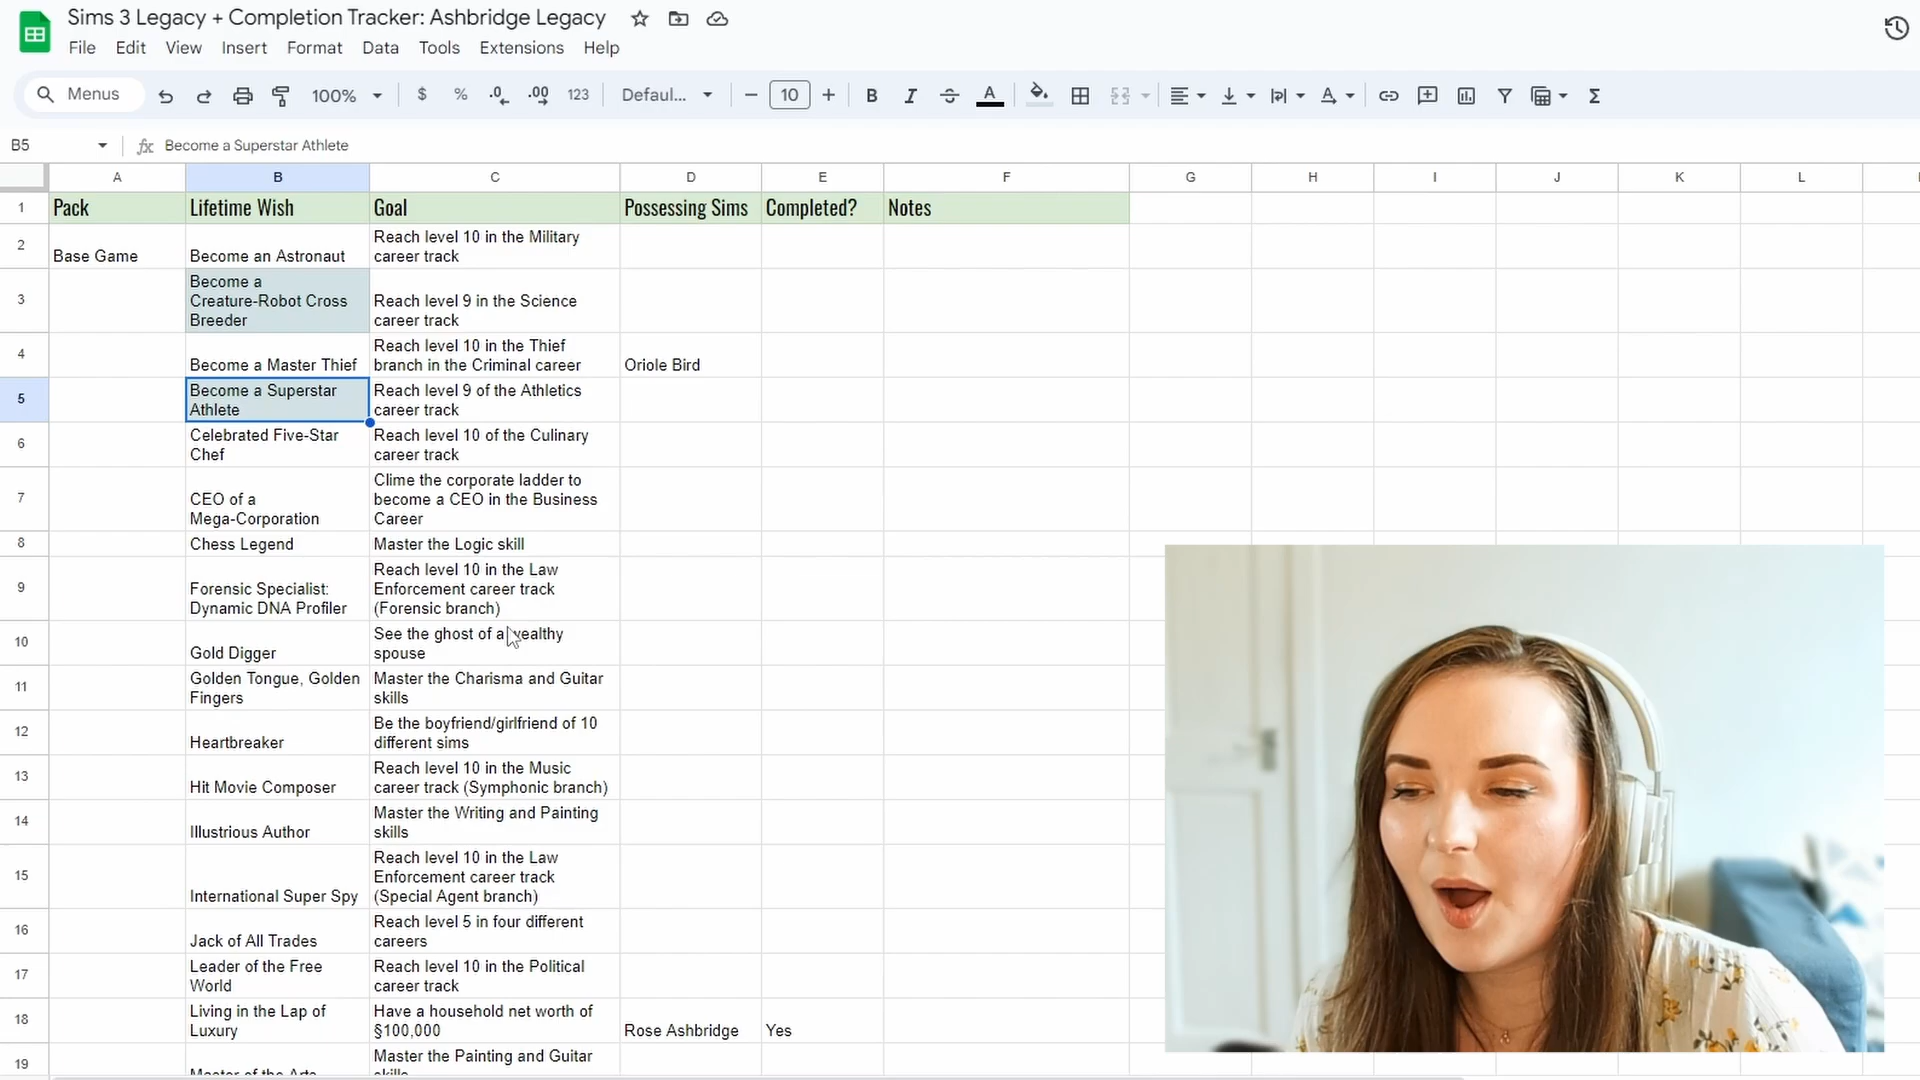 Sims 3 Legacy + Completion Tracker: Ashbridge Legacy
File Edit View Insert Format Data Tools Extensions Help
Menus 100% $ % .0 .00 123 Defaul... 10 B I S A Σ
B5 fx Become a Superstar Athlete
A B C D E F G H I J K L
1 Pack Lifetime Wish Goal Possessing Sims Completed? Notes
2 Base Game Become an Astronaut
Reach level 10 in the Military
career track
3
Become a
Creature-Robot Cross
Breeder
Reach level 9 in the Science
career track
4 Become a Master Thief
Reach level 10 in the Thief
branch in the Criminal career
Oriole Bird
5
Become a Superstar
Athlete
Reach level 9 of the Athletics
career track
6
Celebrated Five-Star
Chef
Reach level 10 of the Culinary
career track
7
CEO of a
Mega-Corporation
Clime the corporate ladder to
become a CEO in the Business
Career
8 Chess Legend Master the Logic skill
9
Forensic Specialist:
Dynamic DNA Profiler
Reach level 10 in the Law
Enforcement career track
(Forensic branch)
10 Gold Digger
See the ghost of a wealthy
spouse
11
Golden Tongue, Golden
Fingers
Master the Charisma and Guitar
skills
12 Heartbreaker
Be the boyfriend/girlfriend of 10
different sims
13 Hit Movie Composer
Reach level 10 in the Music
career track (Symphonic branch)
14 Illustrious Author
Master the Writing and Painting
skills
15 International Super Spy
Reach level 10 in the Law
Enforcement career track
(Special Agent branch)
16 Jack of All Trades
Reach level 5 in four different
careers
17
Leader of the Free
World
Reach level 10 in the Political
career track
18
Living in the Lap of
Luxury
Have a household net worth of
§100,000
Rose Ashbridge Yes
19 Master of the Arts
Master the Painting and Guitar
skills